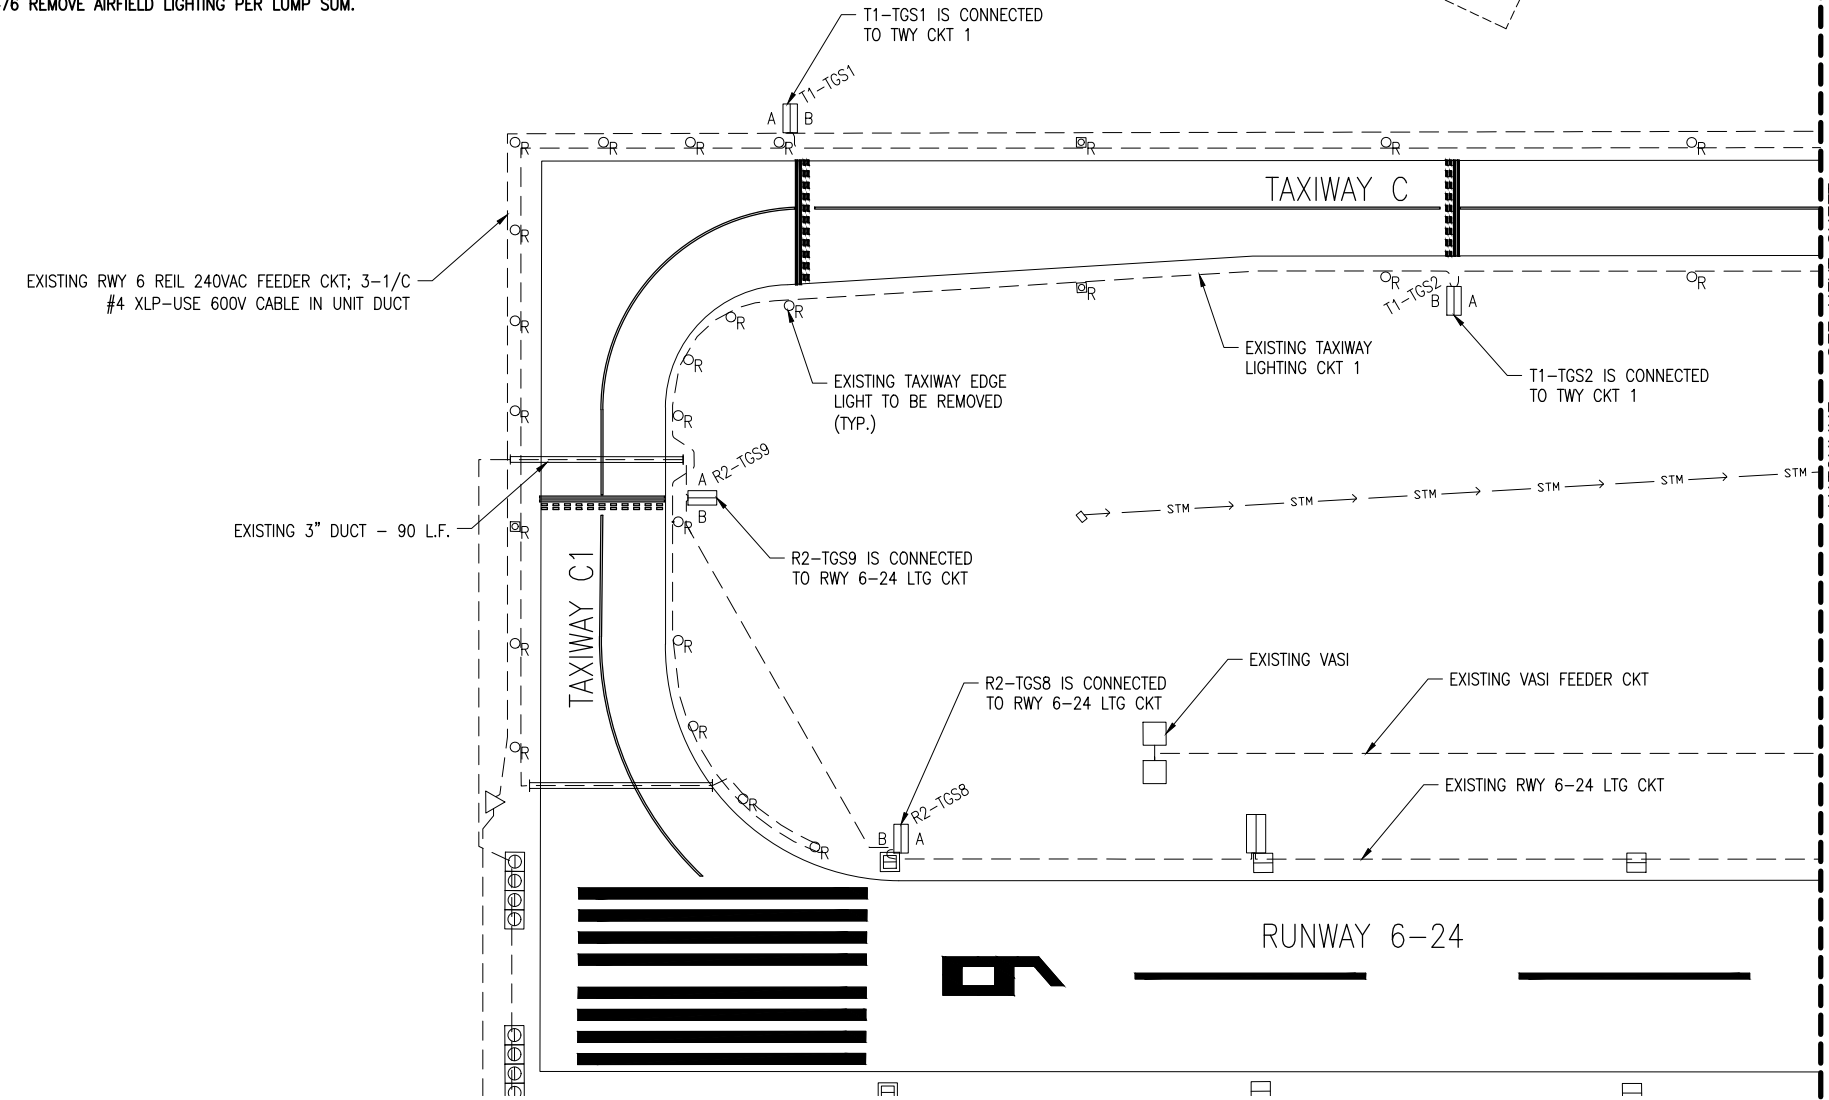 76 REMOVE AIRFIELD LIGHTING PER LUMP SUM.
T1-TGS1 IS CONNECTED
TO TWY CKT 1
T1-TGS1
A B
R R R R R R R
TAXIWAY C
R
EXISTING RWY 6 REIL 240VAC FEEDER CKT; 3-1/C
#4 XLP-USE 600V CABLE IN UNIT DUCT
R R R
T1-TGS2
B A
R R R
R
EXISTING TAXIWAY
LIGHTING CKT 1
T1-TGS2 IS CONNECTED
TO TWY CKT 1
EXISTING TAXIWAY EDGE
LIGHT TO BE REMOVED
(TYP.)
R
R R
A R2-TGS9
B
STM STM STM STM STM STM
EXISTING 3" DUCT - 90 L.F.
R R
R2-TGS9 IS CONNECTED
TO RWY 6-24 LTG CKT
TAXIWAY C1
R R
EXISTING VASI
R2-TGS8 IS CONNECTED
TO RWY 6-24 LTG CKT
EXISTING VASI FEEDER CKT
R
R
EXISTING RWY 6-24 LTG CKT
R
R2-TGS8
B A
R
RUNWAY 6-24
6